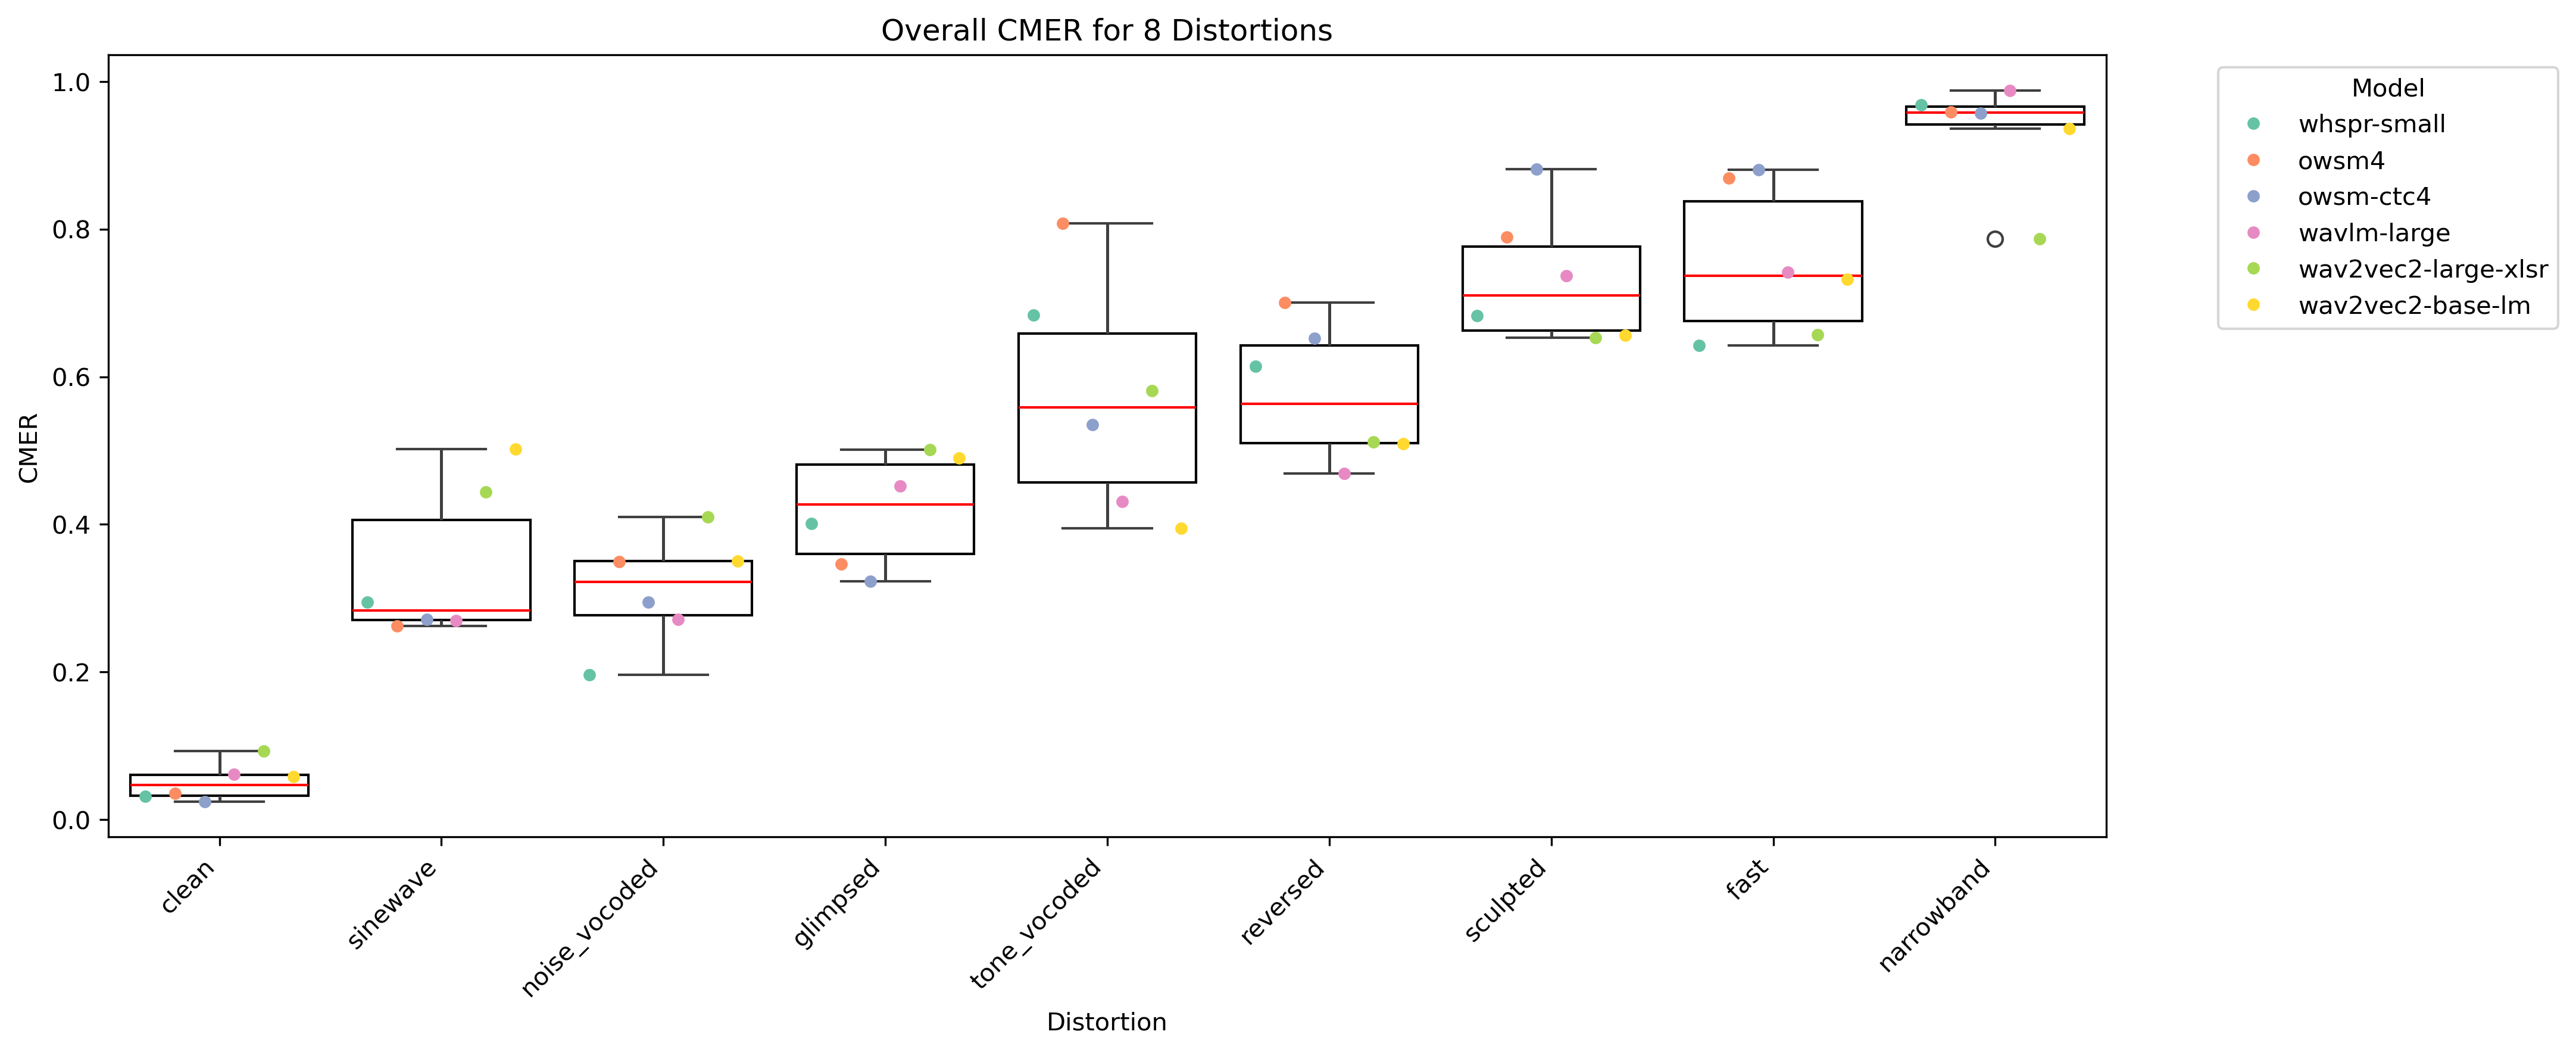 Overall CMER for 8 Distortions
CMER
1.0
0.8
0.6
0.4
0.2
0.0
clean
sinewave
noise_vocoded
glimpsed
tone_vocoded
reversed
sculpted
fast
narrowband
Distortion
Model
whspr-small
owsm4
owsm-ctc4
wavlm-large
wav2vec2-large-xlsr
wav2vec2-base-lm